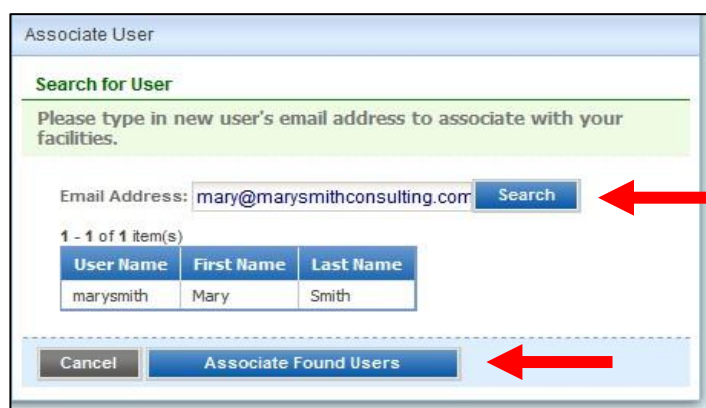 Associate User
Search for User
Please type in new user's email address to associate with your
facilities.
Email Address: mary@marysmithconsulting.com Search
1 - 1 of 1 item(s)
User Name First Name Last Name
marysmith Mary Smith
Cancel Associate Found Users